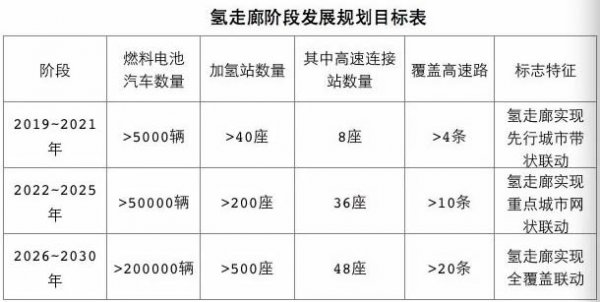 氢走廊阶段发展规划目标表
阶段 燃料电池汽车数量 加氢站数量 其中高速连接站数量 覆盖高速路 标志特征
2019~2021年 >5000辆 >40座 8座 >4条 氢走廊实现先行城市带状联动
2022~2025年 >50000辆 >200座 36座 >10条 氢走廊实现重点城市网状联动
2026~2030年 >200000辆 >500座 48座 >20条 氢走廊实现全覆盖联动